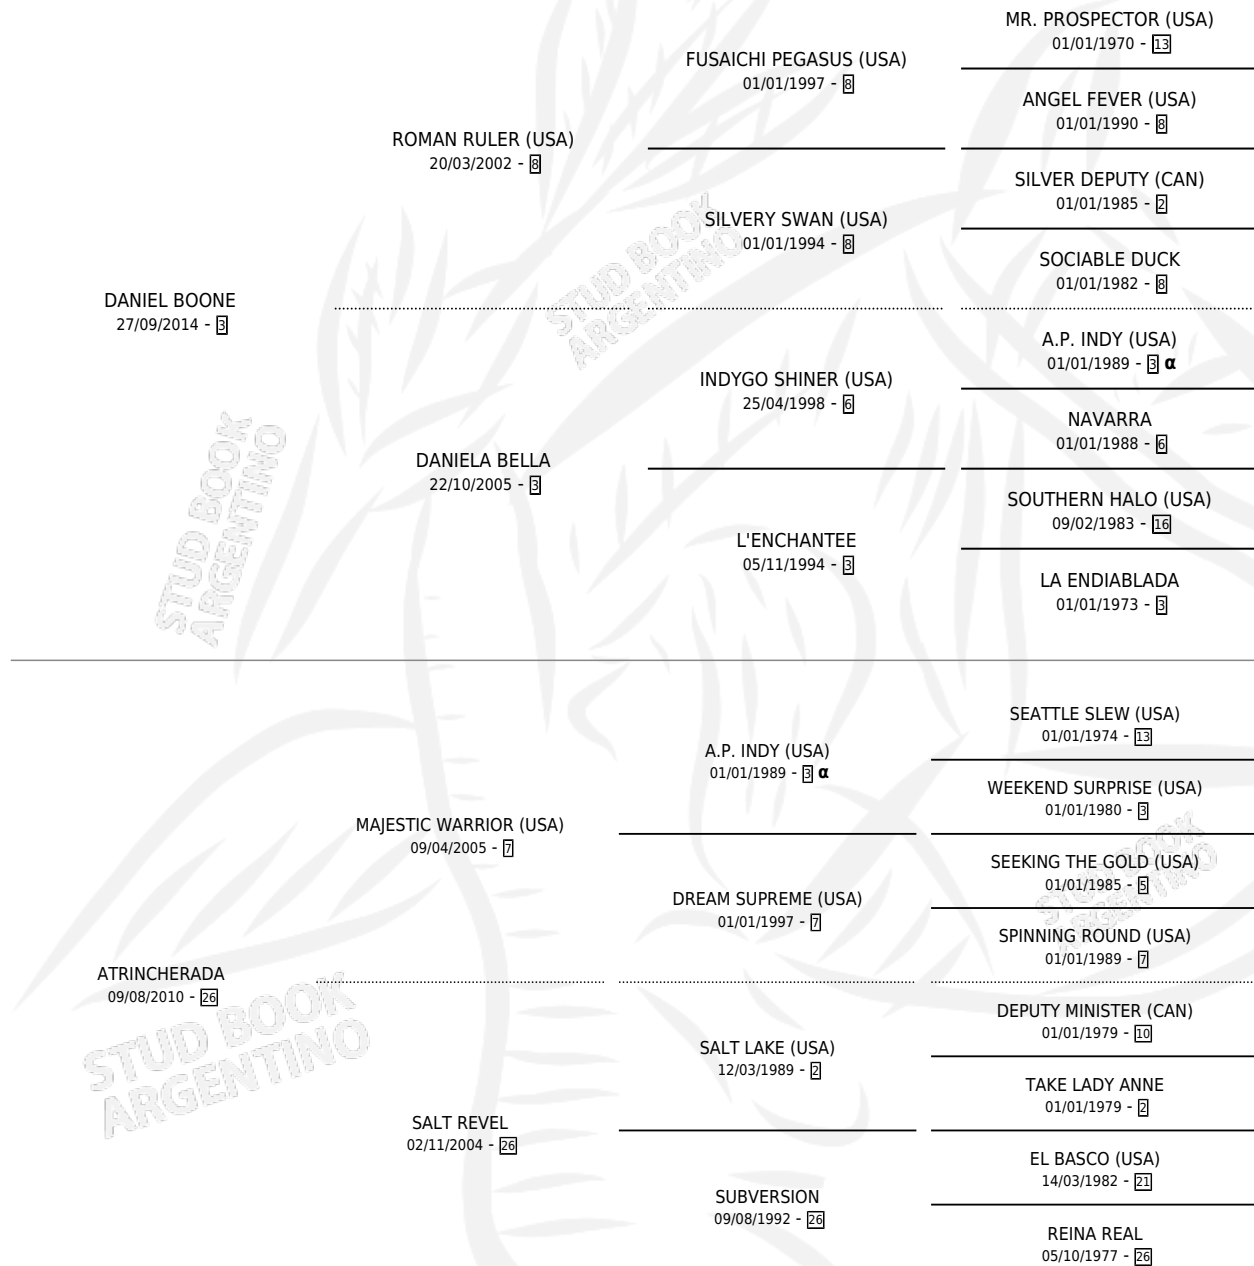 MR. PROSPECTOR (USA)
01/01/1970 - 13
FUSAICHI PEGASUS (USA)
01/01/1997 - 8
ANGEL FEVER (USA)
01/01/1990 - 8
ROMAN RULER (USA)
20/03/2002 - 8
SILVER DEPUTY (CAN)
01/01/1985 - 2
SILVERY SWAN (USA)
01/01/1994 - 8
SOCIABLE DUCK
01/01/1982 - 8
STUD BOOK
ARGENTINO
DANIEL BOONE
27/09/2014 - 3
A.P. INDY (USA)
01/01/1989 - 3 α
INDYGO SHINER (USA)
25/04/1998 - 6
NAVARRA
01/01/1988 - 6
DANIELA BELLA
22/10/2005 - 3
SOUTHERN HALO (USA)
09/02/1983 - 16
L'ENCHANTEE
05/11/1994 - 3
LA ENDIABLADA
01/01/1973 - 3
STUD BOOK
ARGENTINO
SEATTLE SLEW (USA)
01/01/1974 - 13
A.P. INDY (USA)
01/01/1989 - 3 α
WEEKEND SURPRISE (USA)
01/01/1980 - 3
MAJESTIC WARRIOR (USA)
09/04/2005 - 7
SEEKING THE GOLD (USA)
01/01/1985 - 5
DREAM SUPREME (USA)
01/01/1997 - 7
SPINNING ROUND (USA)
01/01/1989 - 7
STUD BOOK
ARGENTINO
ATRINCHERADA
09/08/2010 - 26
DEPUTY MINISTER (CAN)
01/01/1979 - 10
SALT LAKE (USA)
12/03/1989 - 2
TAKE LADY ANNE
01/01/1979 - 2
STUD BOOK
ARGENTINO
SALT REVEL
02/11/2004 - 26
EL BASCO (USA)
14/03/1982 - 21
SUBVERSION
09/08/1992 - 26
REINA REAL
05/10/1977 - 26